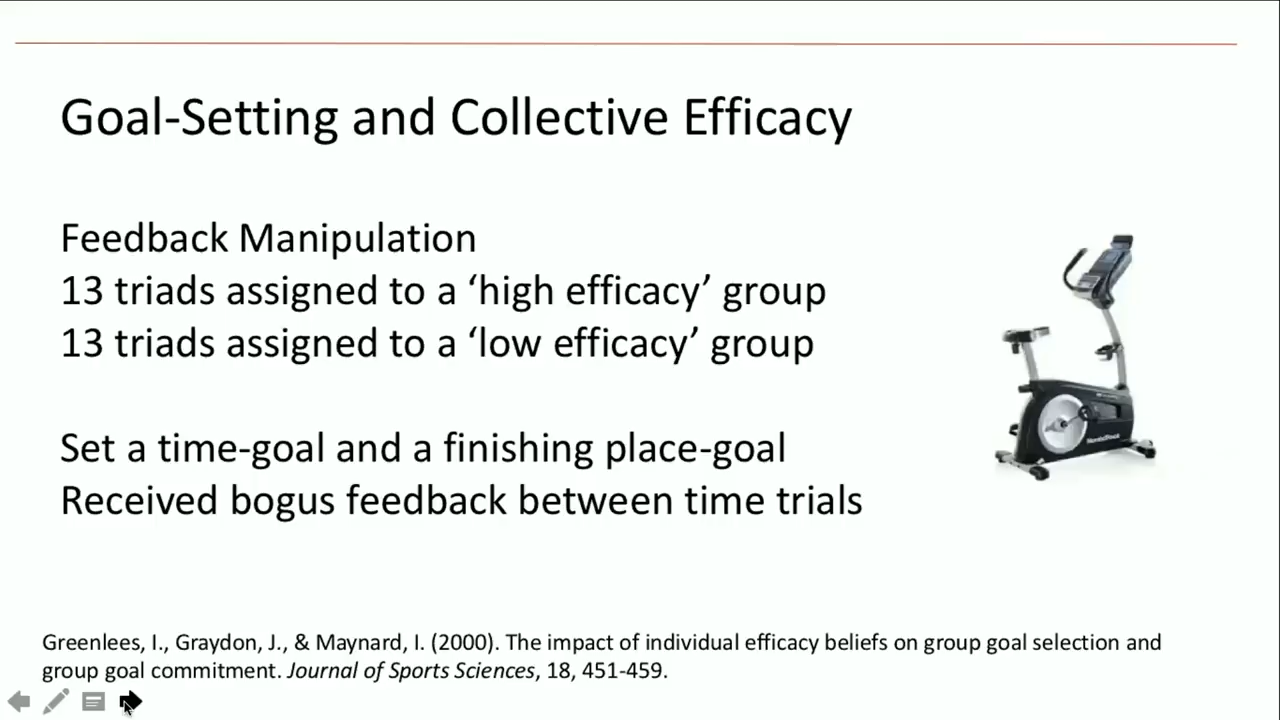 Goal-Setting and Collective Efficacy
Feedback Manipulation
13 triads assigned to a ‘high efficacy’ group
13 triads assigned to a ‘low efficacy’ group
Set a time-goal and a finishing place-goal
Received bogus feedback between time trials
NordicTrack
Greenlees, I., Graydon, J., & Maynard, I. (2000). The impact of individual efficacy beliefs on group goal selection and
group goal commitment. Journal of Sports Sciences, 18, 451-459.